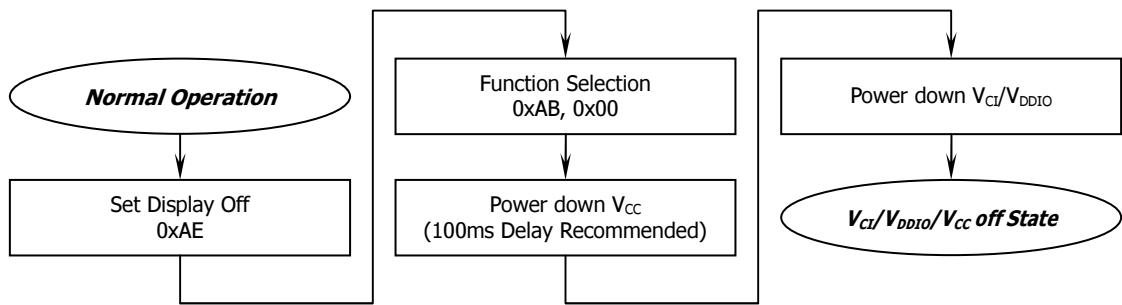 Normal Operation
Set Display Off
0xAE
Function Selection
0xAB, 0x00
Power down VCC
(100ms Delay Recommended)
Power down VCI/VDDIO
VCI/VDDIO/VCC off State